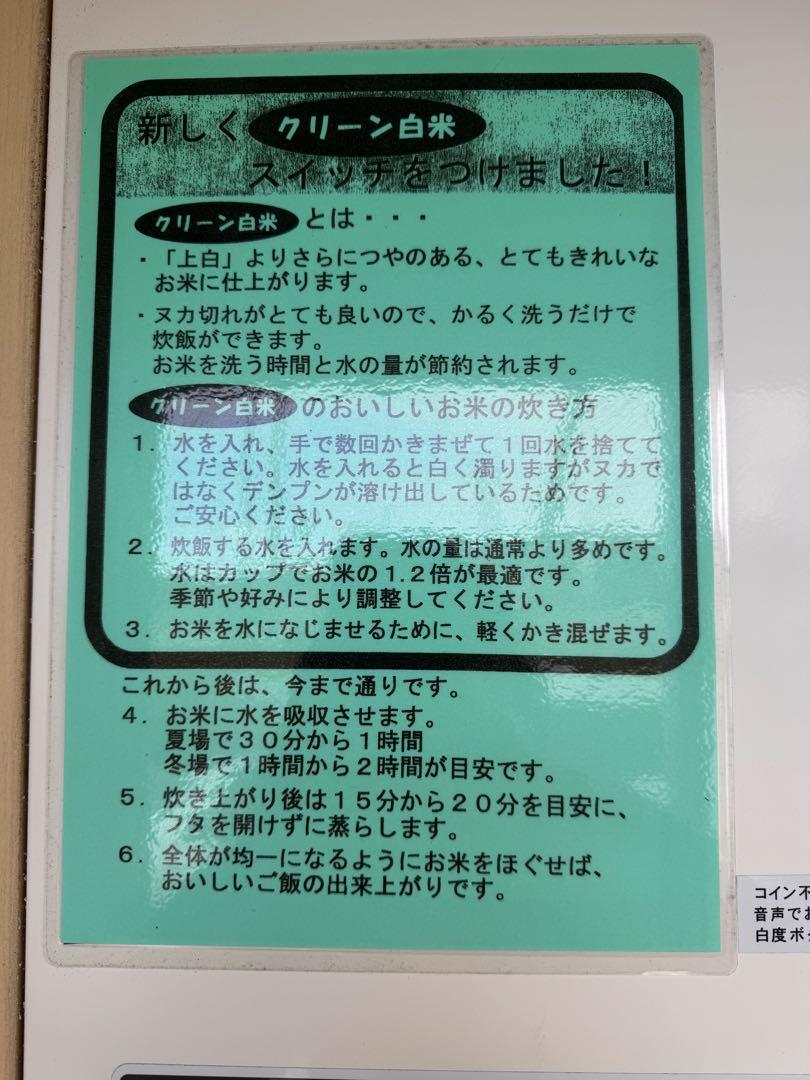 新しく クリーン白米
スイッチをつけました！
クリーン白米 とは・・・
・「上白」よりさらにつやのある、とてもきれいな
お米に仕上がります。
・ヌカ切れがとても良いので、かるく洗うだけで
炊飯ができます。
お米を洗う時間と水の量が節約されます。
クリーン白米 のおいしいお米の炊き方
１．水を入れ、手で数回かきまぜて１回水を捨てて
ください。水を入れると白く濁りますがヌカで
はなくデンプンが溶け出しているためです。
ご安心ください。
２．炊飯する水を入れます。水の量は通常より多めです。
水はカップでお米の１.２倍が最適です。
季節や好みにより調整してください。
３．お米を水になじませるために、軽くかき混ぜます。
これから後は、今まで通りです。
４．お米に水を吸収させます。
夏場で３０分から１時間
冬場で１時間から２時間が目安です。
５．炊き上がり後は１５分から２０分を目安に、
フタを開けずに蒸らします。
６．全体が均一になるようにお米をほぐせば、
おいしいご飯の出来上がりです。
コイン不
音声でお
白度ボ